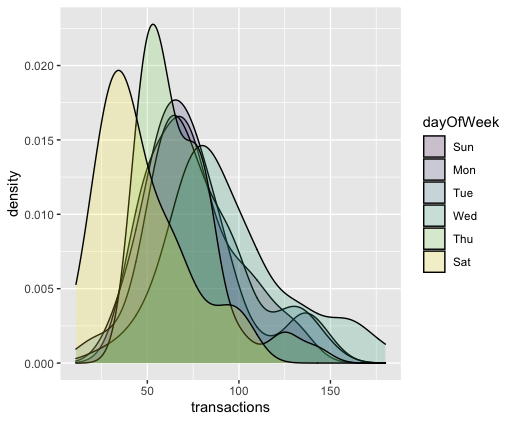 density
0.020
0.015
0.010
0.005
0.000
50
100
150
transactions
dayOfWeek
Sun
Mon
Tue
Wed
Thu
Sat